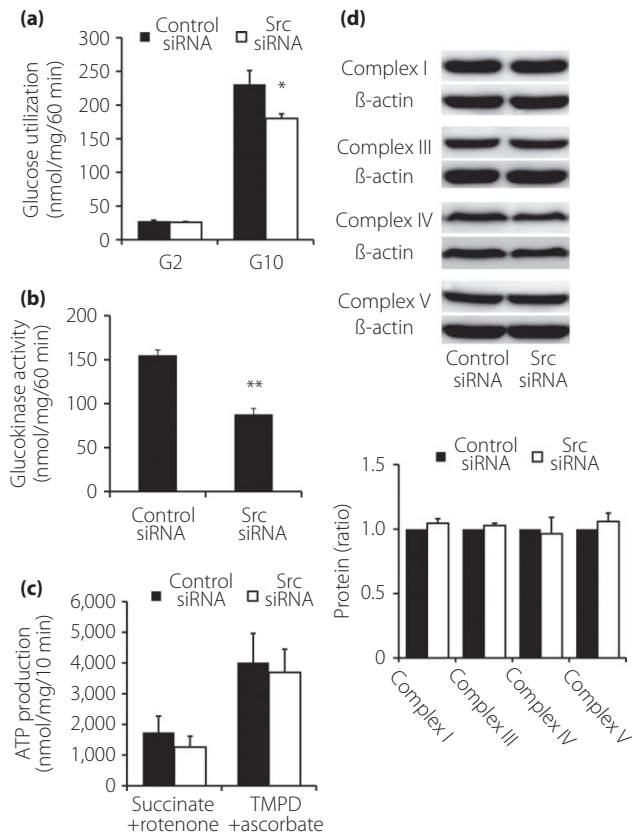 (a)
Control
siRNA
Src
siRNA
Glucose utilization
(nmol/mg/60 min)
300
250
200
150
100
50
0
*
G2
G10
(b)
Glucokinase activity
(nmol/mg/60 min)
200
150
100
50
0
**
Control
siRNA
Src
siRNA
(c)
Control
siRNA
Src
siRNA
ATP production
(nmol/mg/10 min)
6,000
5,000
4,000
3,000
2,000
1,000
0
Succinate
+rotenone
TMPD
+ascorbate
(d)
Complex I
ß-actin
Complex III
ß-actin
Complex IV
ß-actin
Complex V
ß-actin
Control
siRNA
Src
siRNA
Control
siRNA
Src
siRNA
Protein (ratio)
1.5
1.0
0.5
0
Complex I
Complex III
Complex IV
Complex V